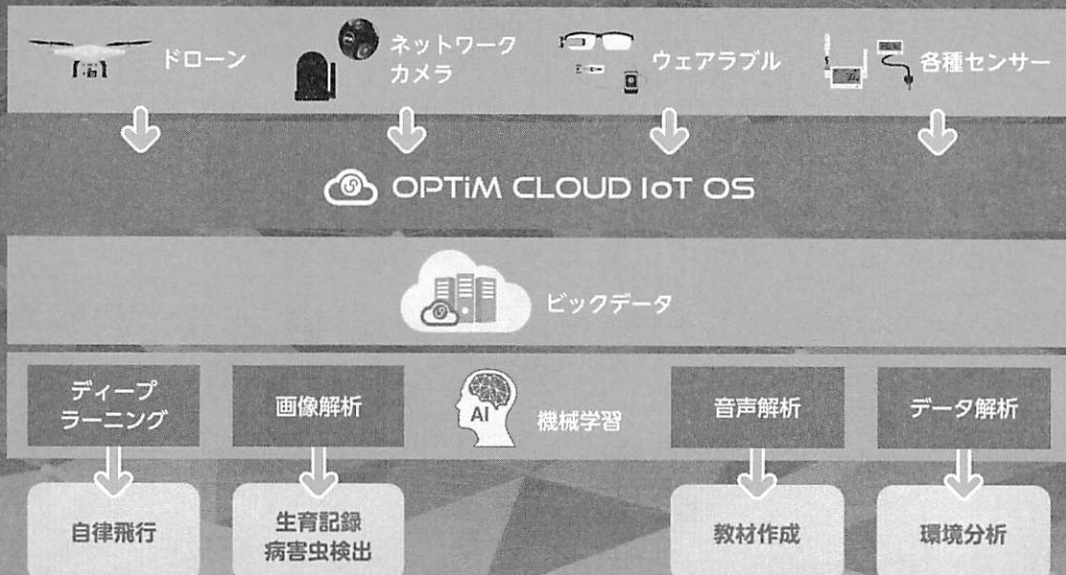 ドローン
ネットワーク
カメラ
ウェアラブル
各種センサー
OPTiM CLOUD IoT OS
ビックデータ
ディープ
ラーニング
画像解析
AI
機械学習
音声解析
データ解析
自律飛行
生育記録
病害虫検出
教材作成
環境分析